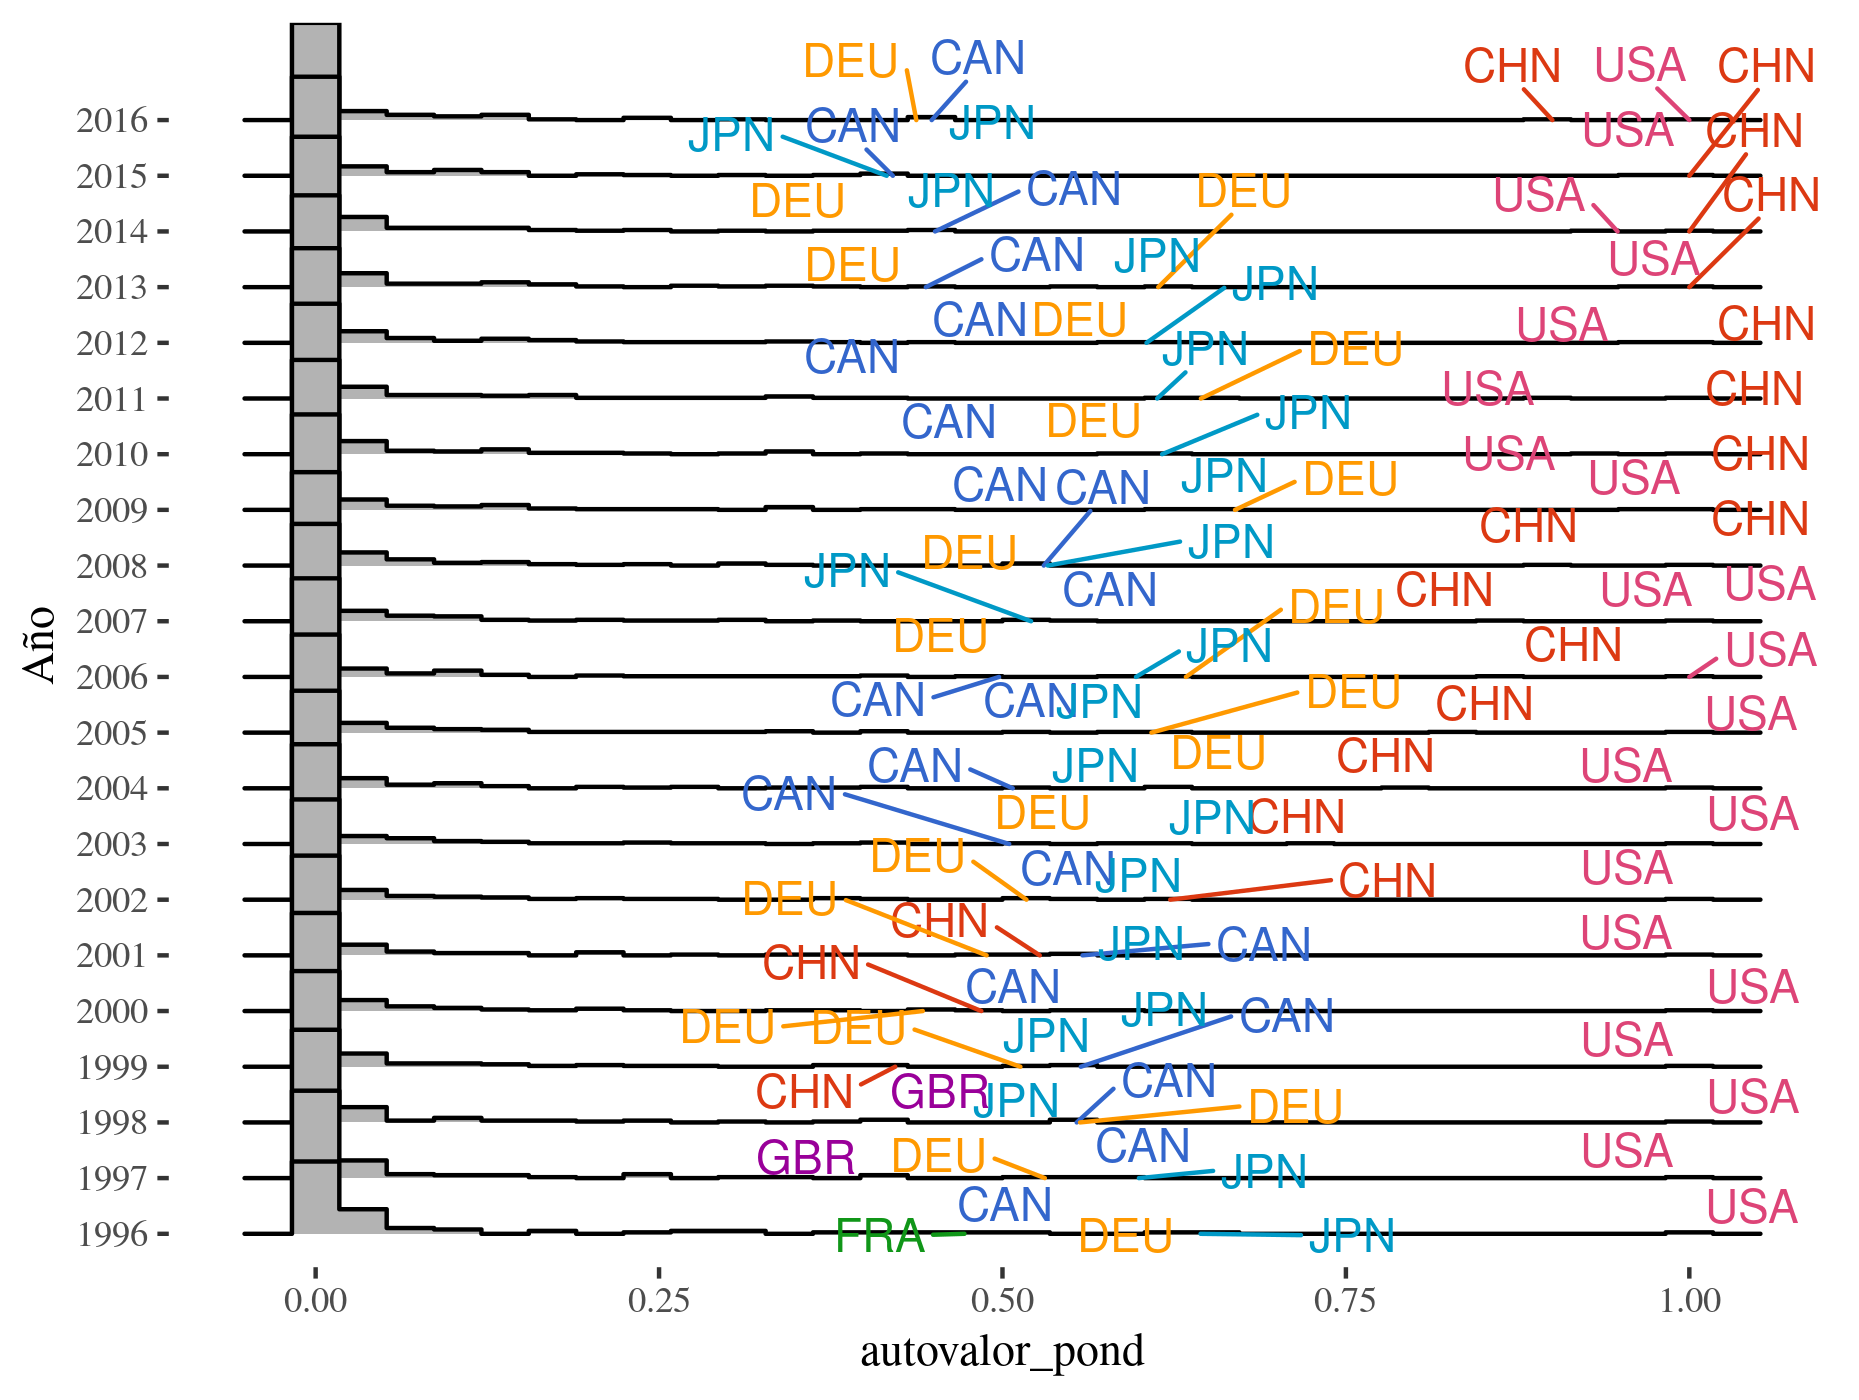 DEU CAN CHN USA CHN
2016 JPN CAN JPN USA CHN
2015 DEU JPN CAN DEU USA CHN
2014 DEU CAN JPN USA
2013 JPN
CAN DEU USA CHN
2012 CAN JPN DEU
2011 USA CHN
CAN DEU JPN
2010 USA CHN
CAN CAN JPN DEU USA
2009 CHN CHN
DEU JPN
2008 JPN CAN CHN USA USA
2007 DEU DEU
JPN CHN USA
2006 CAN CAN JPN DEU CHN USA
2005 DEU CHN
CAN JPN USA
2004 CAN DEU JPN CHN USA
2003 DEU CAN JPN CHN USA
2002 DEU CHN USA
2001 CHN JPN CAN
CAN USA
2000 DEU DEU JPN JPN CAN USA
1999 CHN GBR JPN CAN USA
1998 DEU
GBR DEU CAN USA
1997 JPN
CAN USA
1996 FRA DEU JPN
Año
0.00 0.25 0.50 0.75 1.00
autovalor_pond